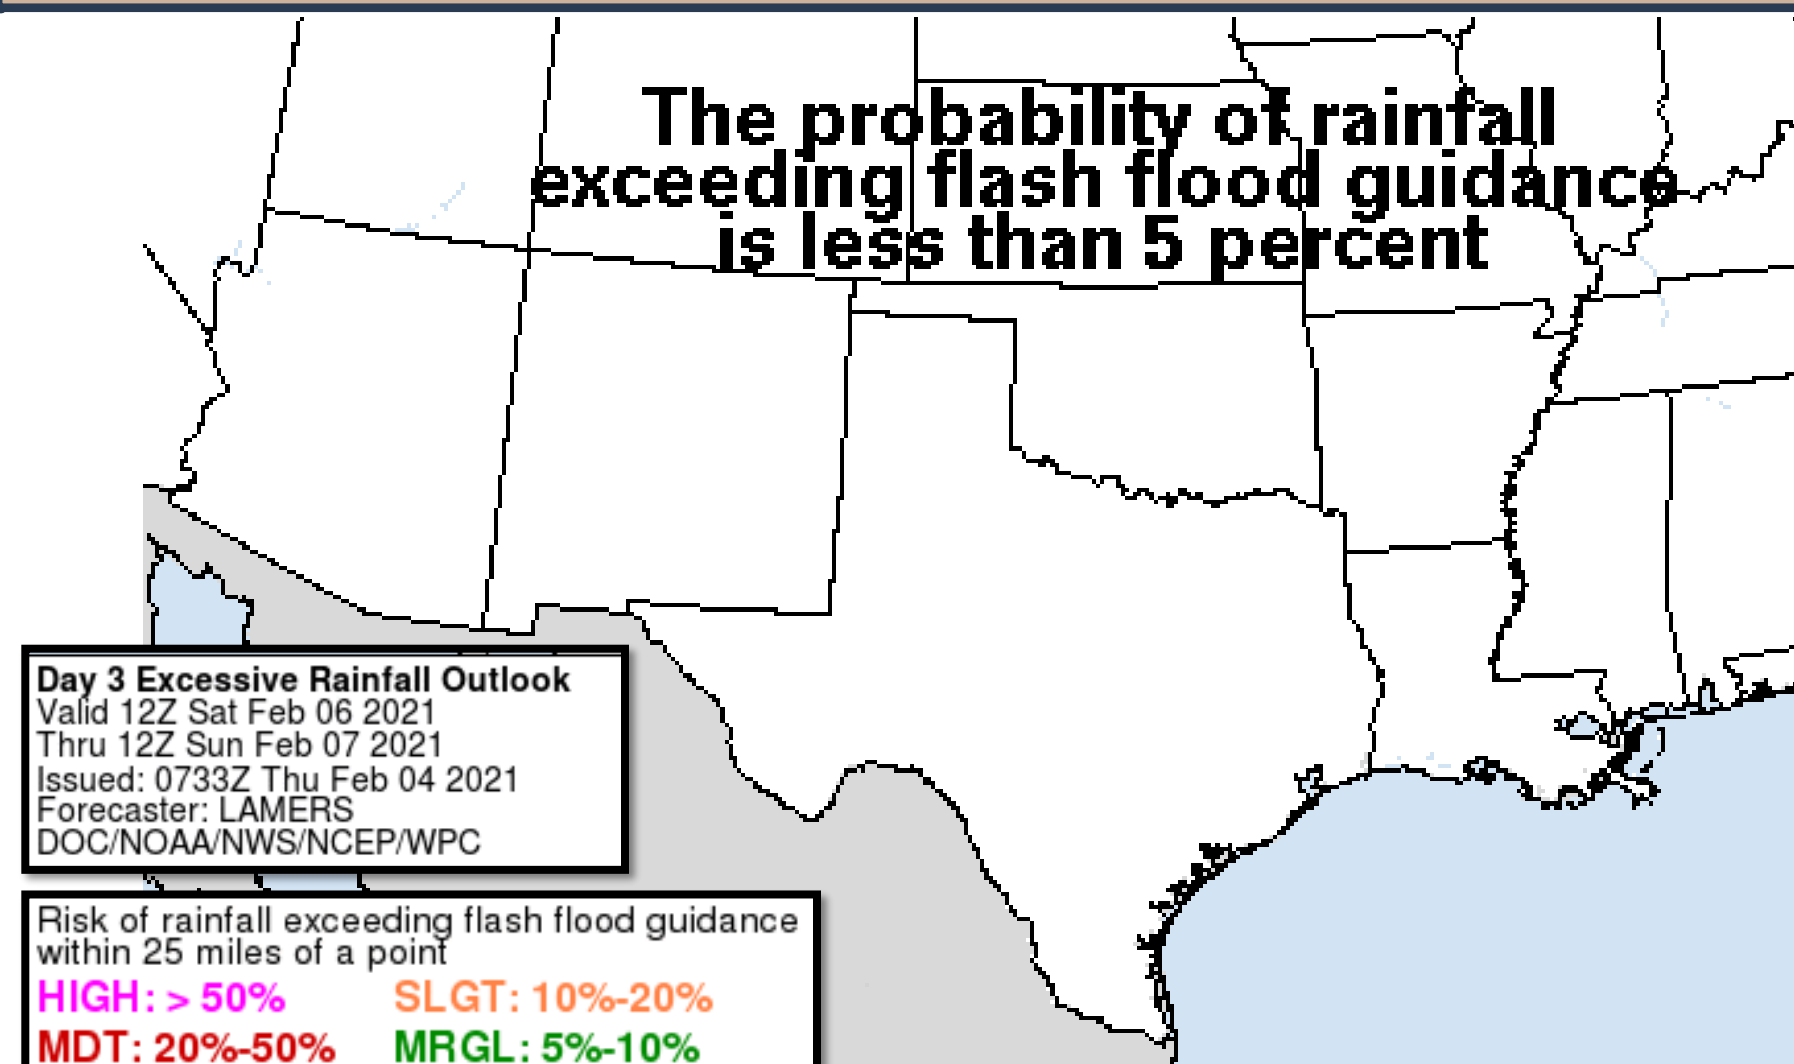 The probability of rainfall
exceeding flash flood guidance
is less than 5 percent
Day 3 Excessive Rainfall Outlook
Valid 12Z Sat Feb 06 2021
Thru 12Z Sun Feb 07 2021
Issued: 0733Z Thu Feb 04 2021
Forecaster: LAMERS
DOC/NOAA/NWS/NCEP/WPC
Risk of rainfall exceeding flash flood guidance
within 25 miles of a point
HIGH: > 50% SLGT: 10%-20%
MDT: 20%-50% MRGL: 5%-10%